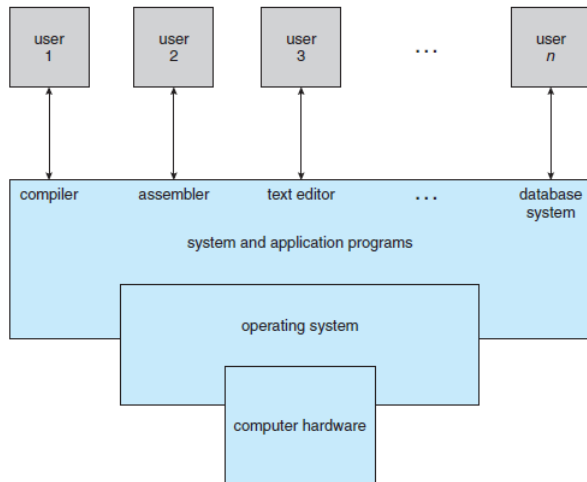 user
1
user
2
user
3
...
user
n
compiler
assembler
text editor
...
database
system
system and application programs
operating system
computer hardware